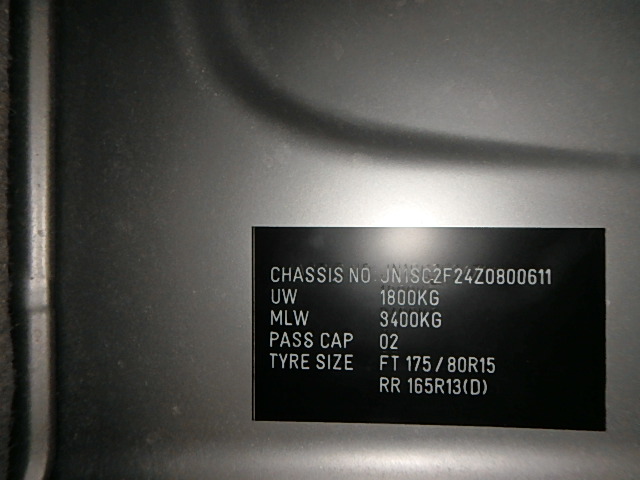 CHASSIS NO. JN1SC2F24Z0800611
UW 1800KG
MLW 3400KG
PASS CAP 02
TYRE SIZE FT 175/80R15
RR 165R13(D)